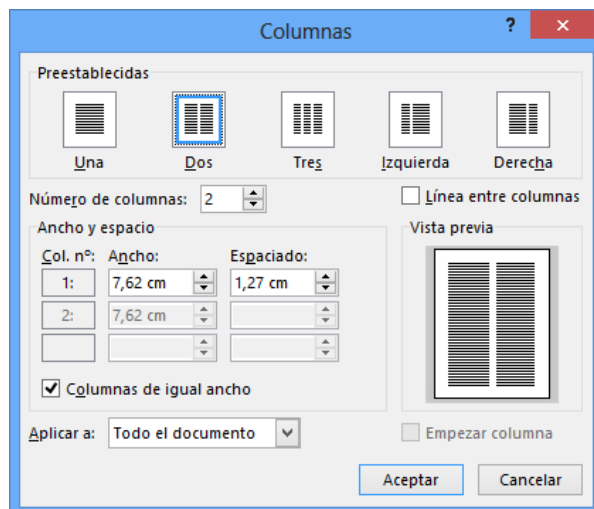 Columnas
?
×
Preestablecidas
Una Dos Tres Izquierda Derecha
Número de columnas: 2
Línea entre columnas
Ancho y espacio
Vista previa
Col. nº: Ancho: Espaciado:
1: 7,62 cm 1,27 cm
2: 7,62 cm
Columnas de igual ancho
Aplicar a: Todo el documento
Empezar columna
Aceptar Cancelar